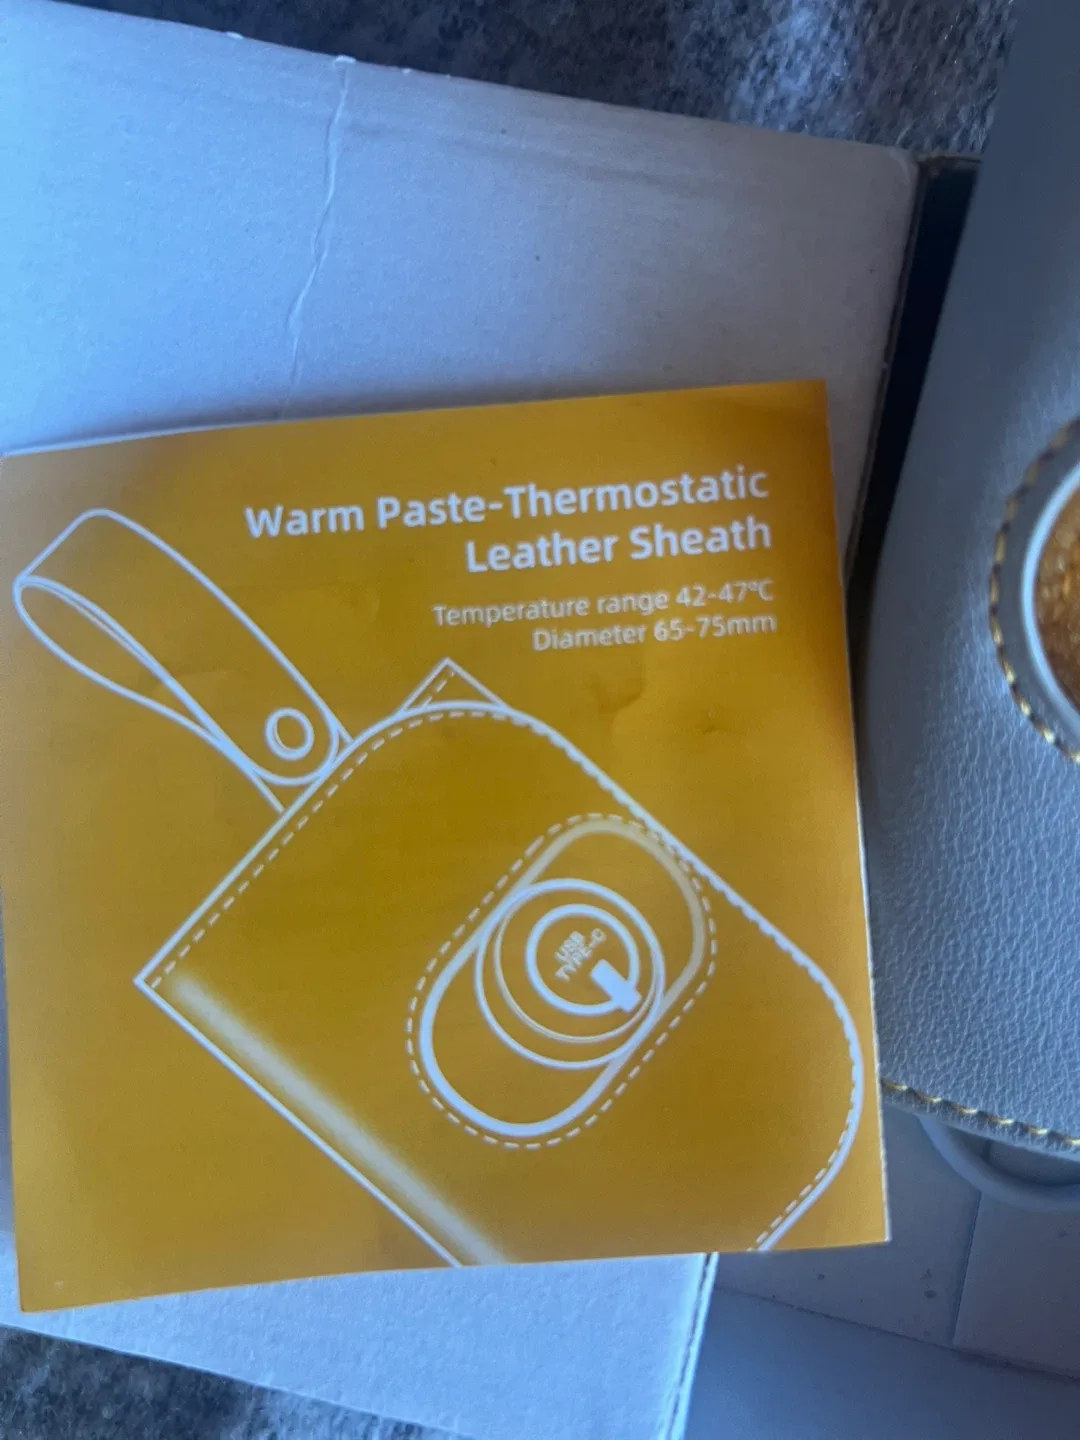 Warm Paste-Thermostatic
Leather Sheath
Temperature range 42-47℃
Diameter 65-75mm
USB
TYPE-C